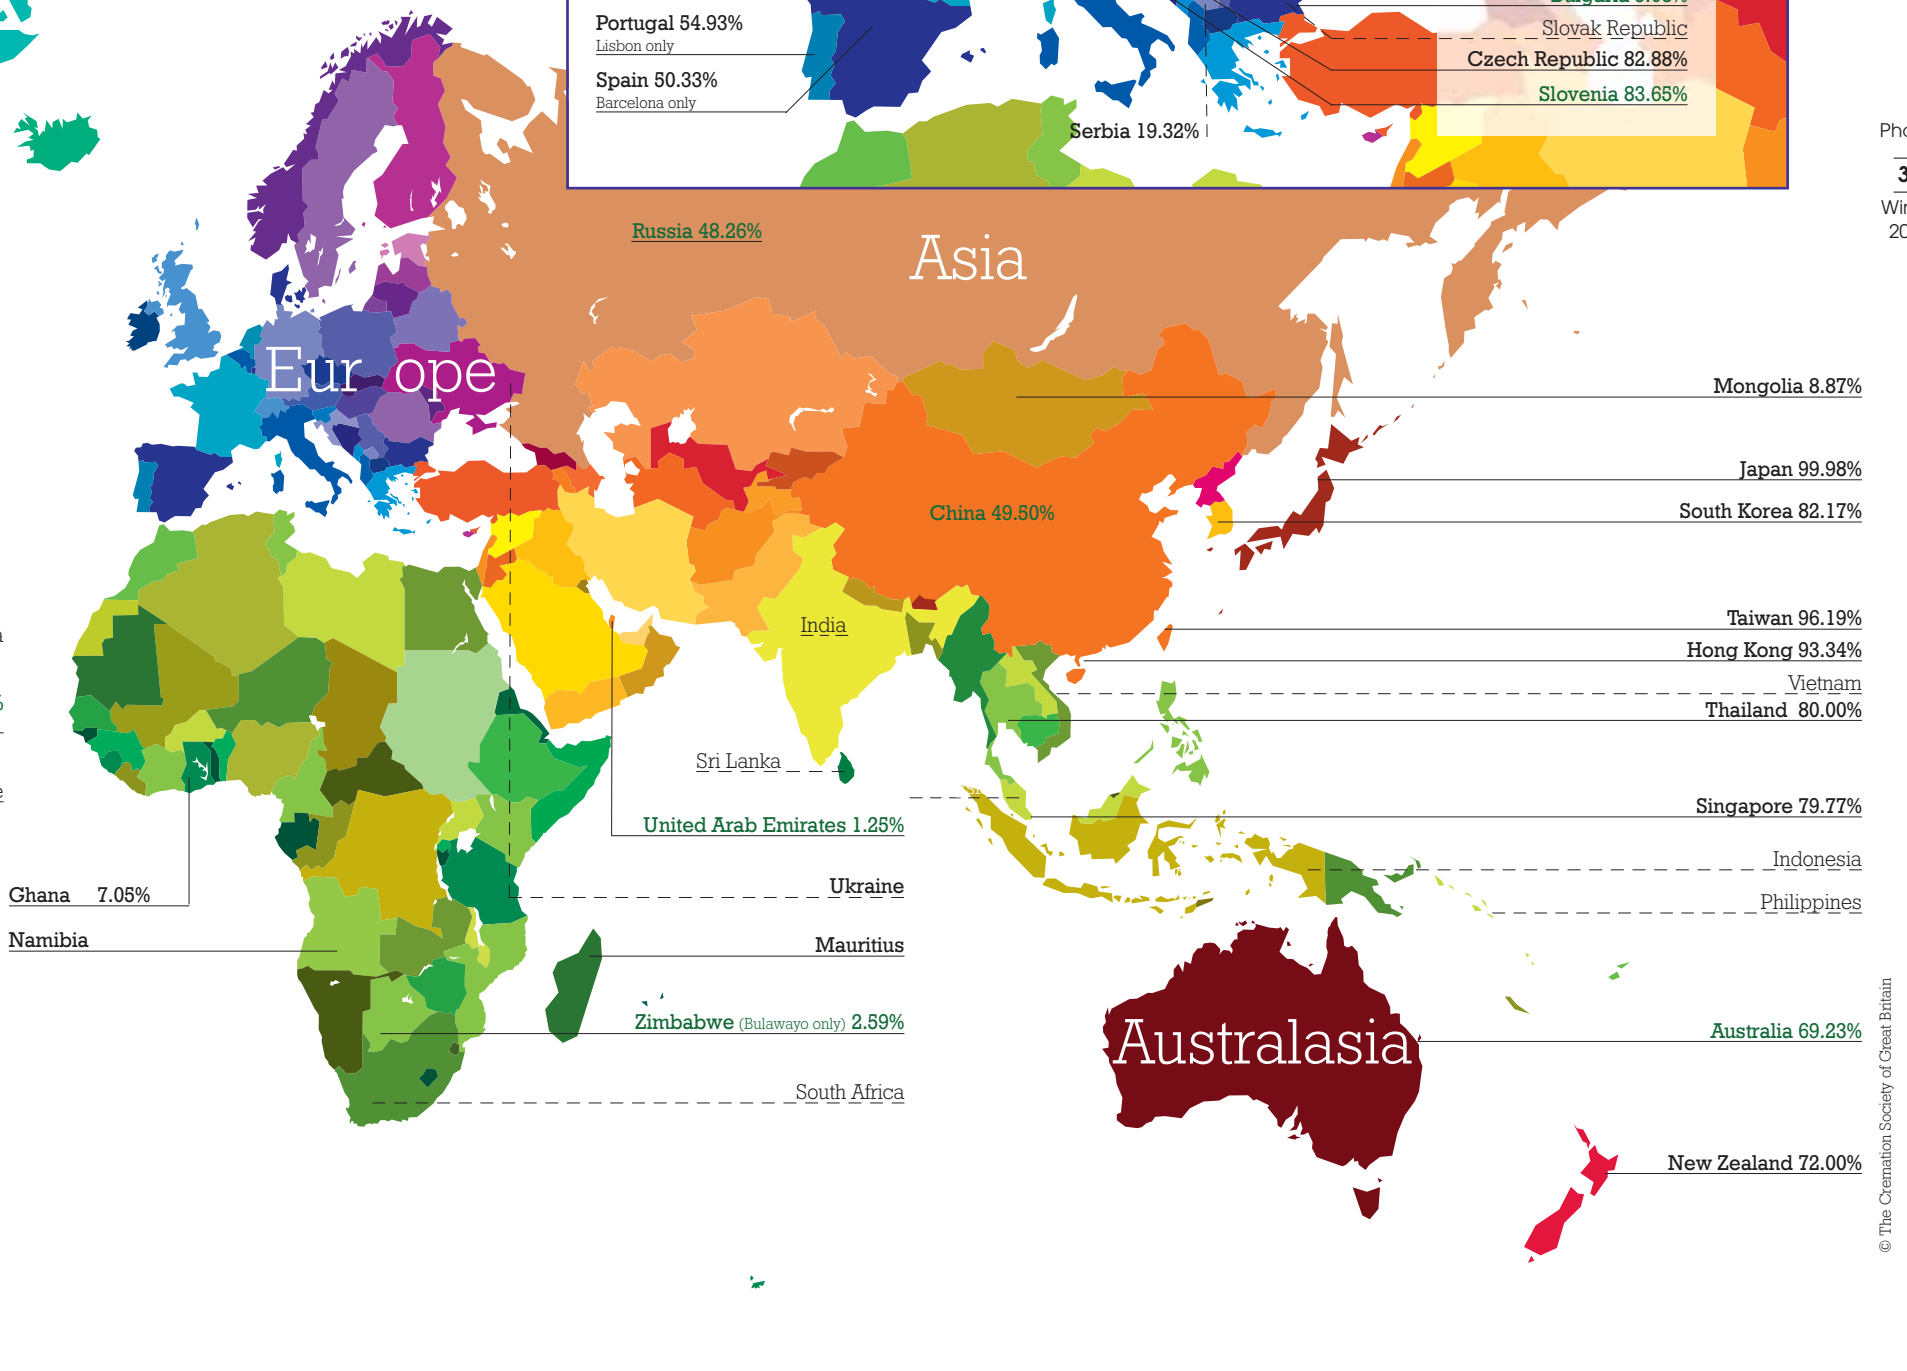 Portugal 54.93%
Lisbon only
Spain 50.33%
Barcelona only
Serbia 19.32%
Slovak Republic
Czech Republic 82.88%
Slovenia 83.65%
Russia 48.26%
Asia
Europe
Mongolia 8.87%
Japan 99.98%
China 49.50%
South Korea 82.17%
India
Taiwan 96.19%
Hong Kong 93.34%
Vietnam
Thailand 80.00%
Sri Lanka
Singapore 79.77%
United Arab Emirates 1.25%
Indonesia
Ukraine
Ghana 7.05%
Philippines
Namibia
Mauritius
Zimbabwe (Bulawayo only) 2.59%
Australasia
Australia 69.23%
South Africa
New Zealand 72.00%
© The Cremation Society of Great Britain